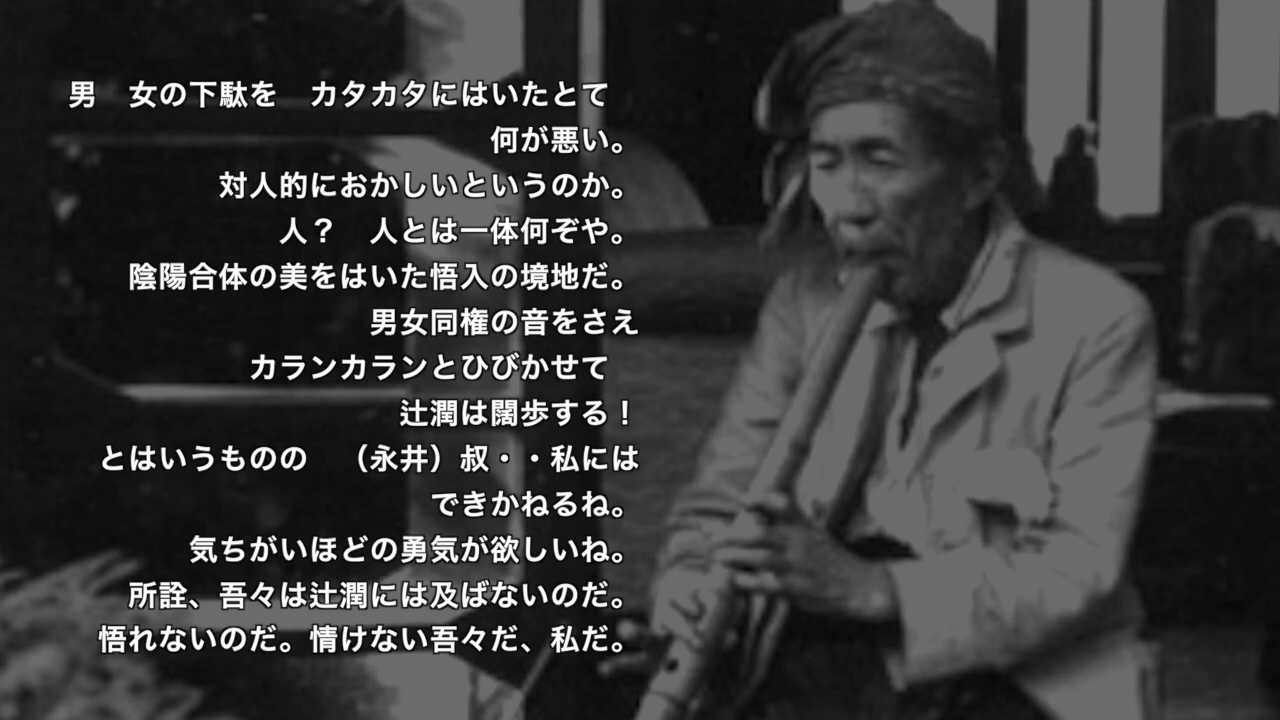 男　女の下駄を　カタカタにはいたとて
何が悪い。
対人的におかしいというのか。
人？　人とは一体何ぞや。
陰陽合体の美をはいた悟入の境地だ。
男女同権の音をさえ
カランカランとひびかせて
辻潤は闊歩する！
とはいうものの　（永井）叔・・私には
できかねるね。
気ちがいほどの勇気が欲しいね。
所詮、吾々は辻潤には及ばないのだ。
悟れないのだ。情けない吾々だ、私だ。